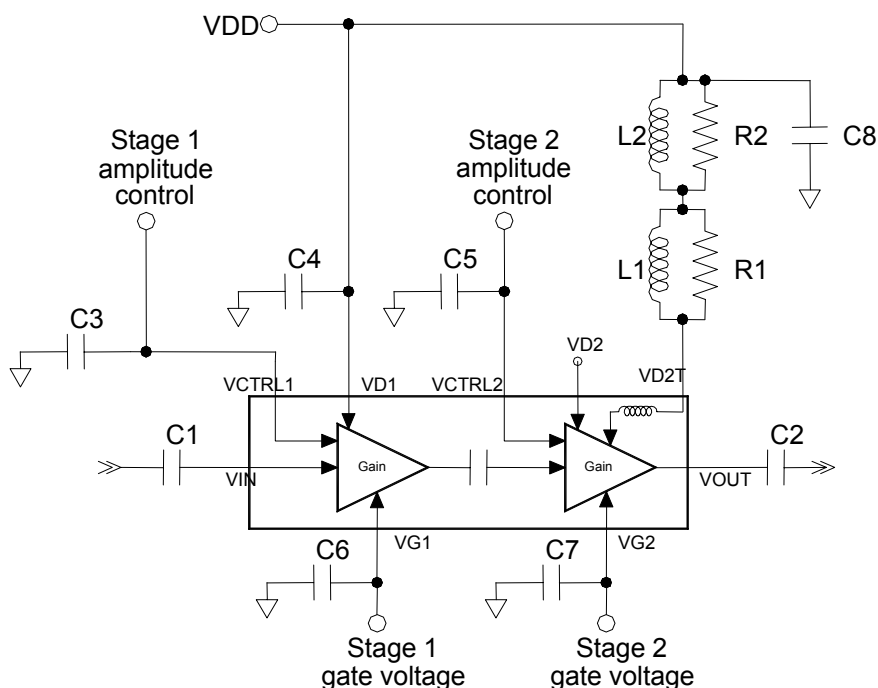 VDD
L2
R2
C8
Stage 1
amplitude
control
Stage 2
amplitude
control
C4
C5
L1
R1
C3
VD2
VD2T
VCTRL1
VD1
VCTRL2
C1
Gain
Gain
C2
VIN
VOUT
C6
VG1
C7
VG2
Stage 1
gate voltage
Stage 2
gate voltage